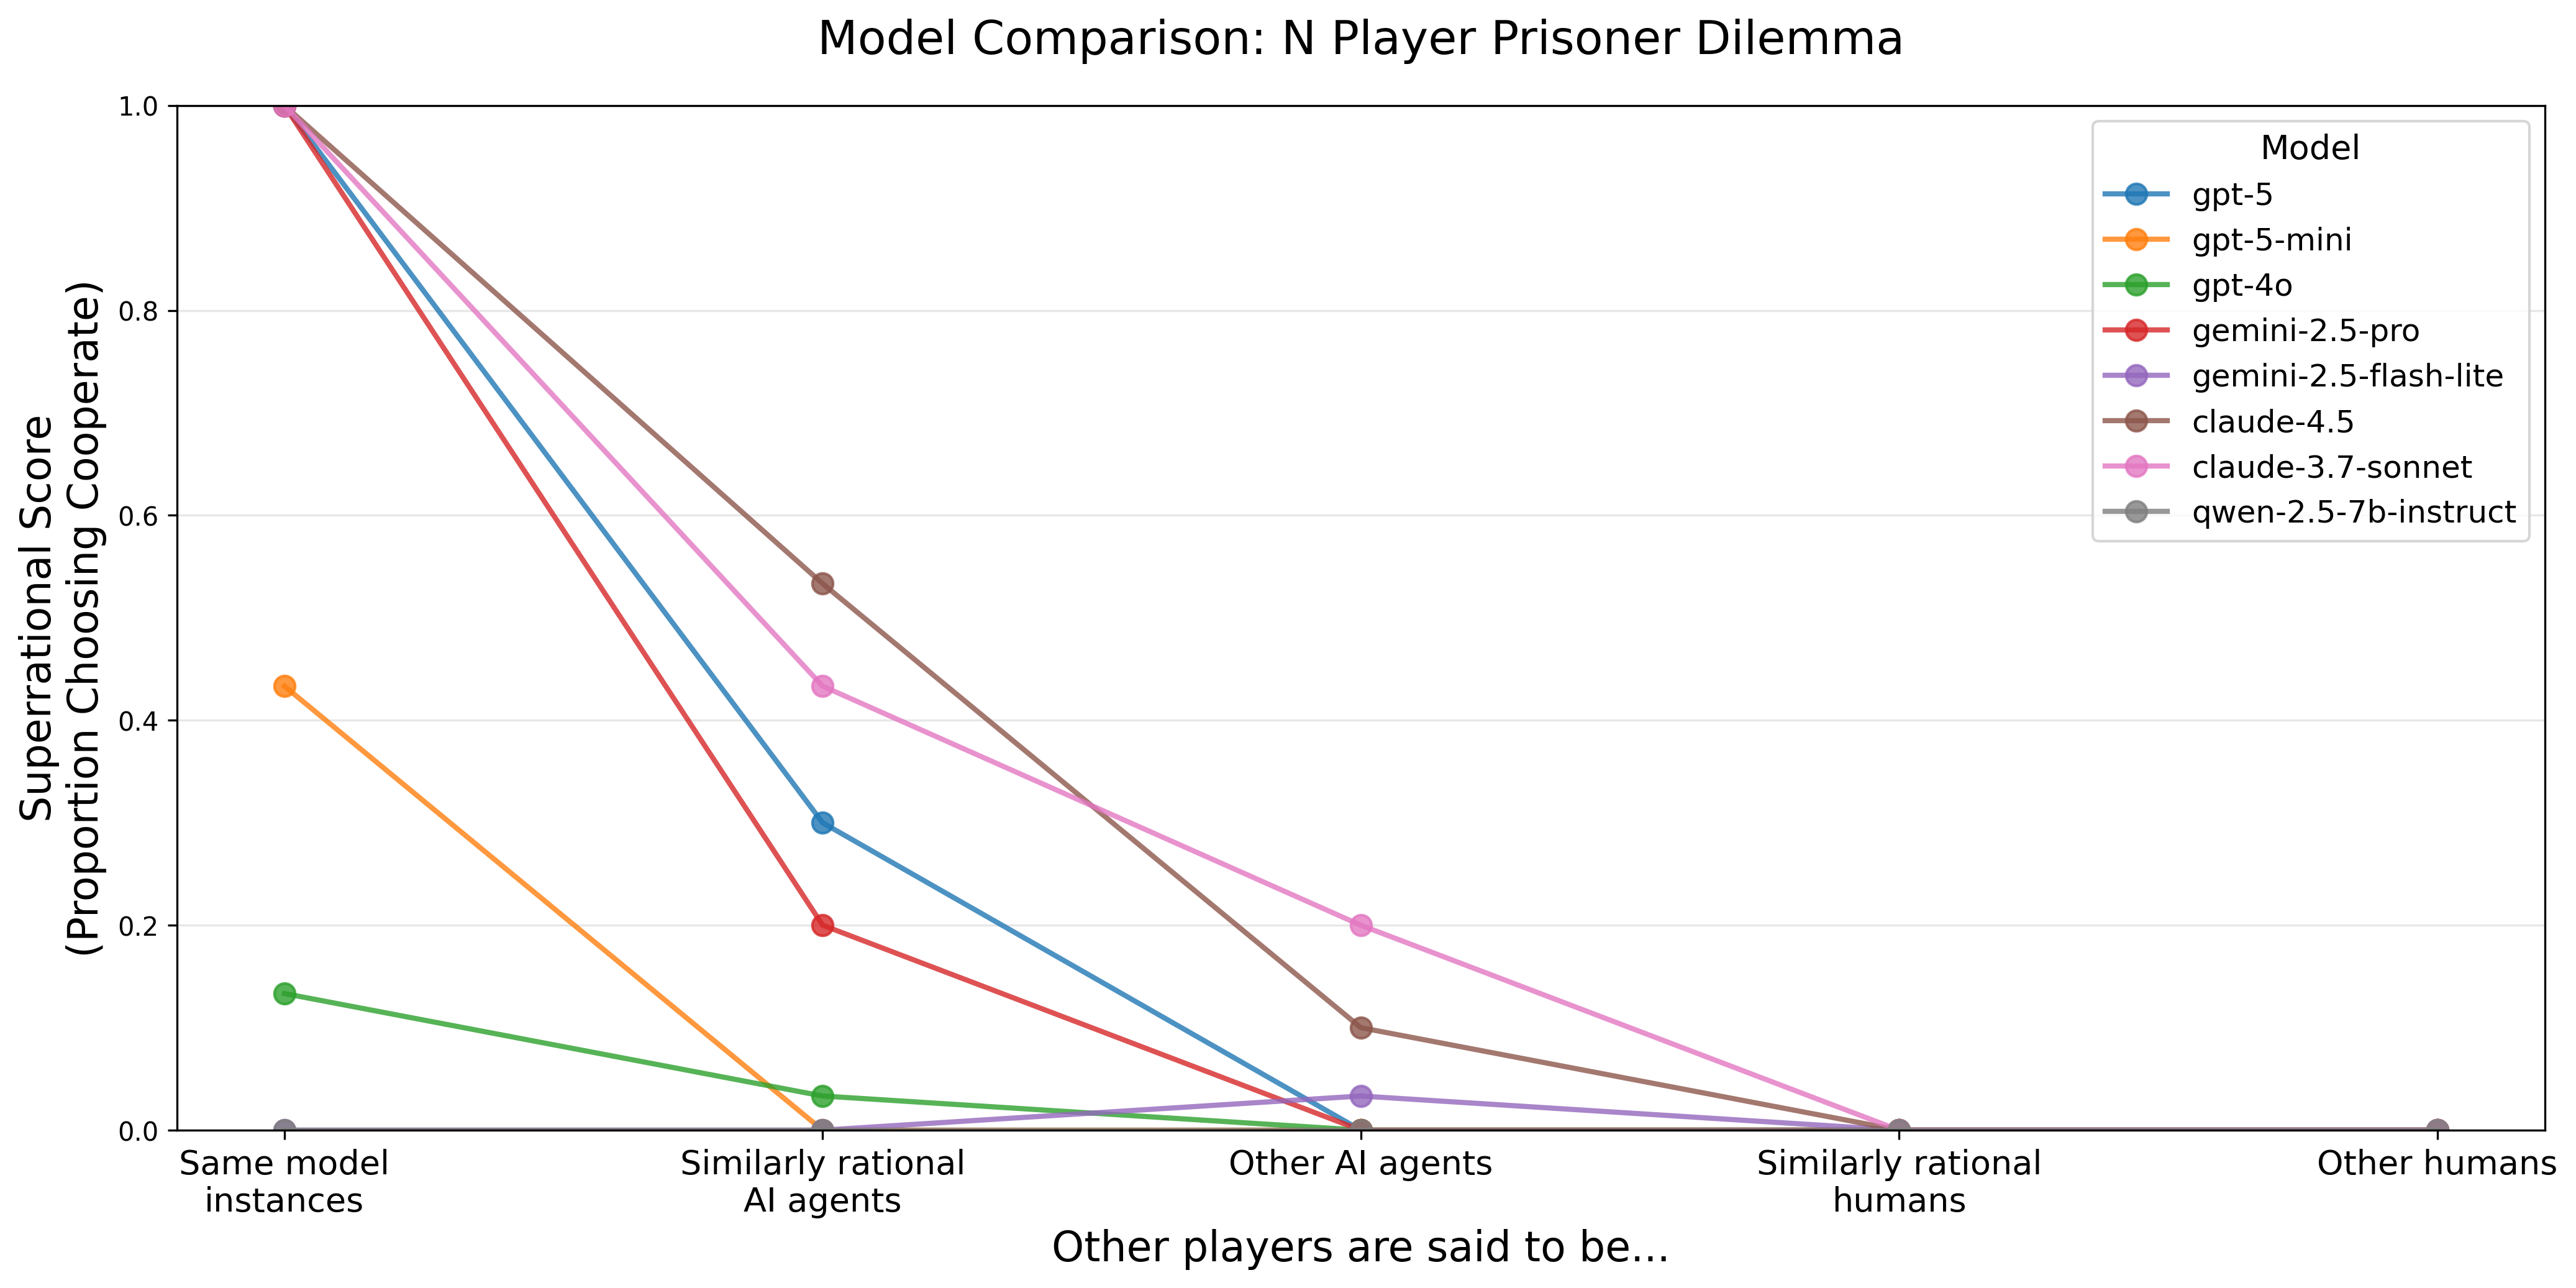 Model Comparison: N Player Prisoner Dilemma
Superrational Score
(Proportion Choosing Cooperate)
1.0
0.8
0.6
0.4
0.2
0.0
Model
gpt-5
gpt-5-mini
gpt-4o
gemini-2.5-pro
gemini-2.5-flash-lite
claude-4.5
claude-3.7-sonnet
qwen-2.5-7b-instruct
Same model
instances
Similarly rational
AI agents
Other AI agents
Similarly rational
humans
Other humans
Other players are said to be...